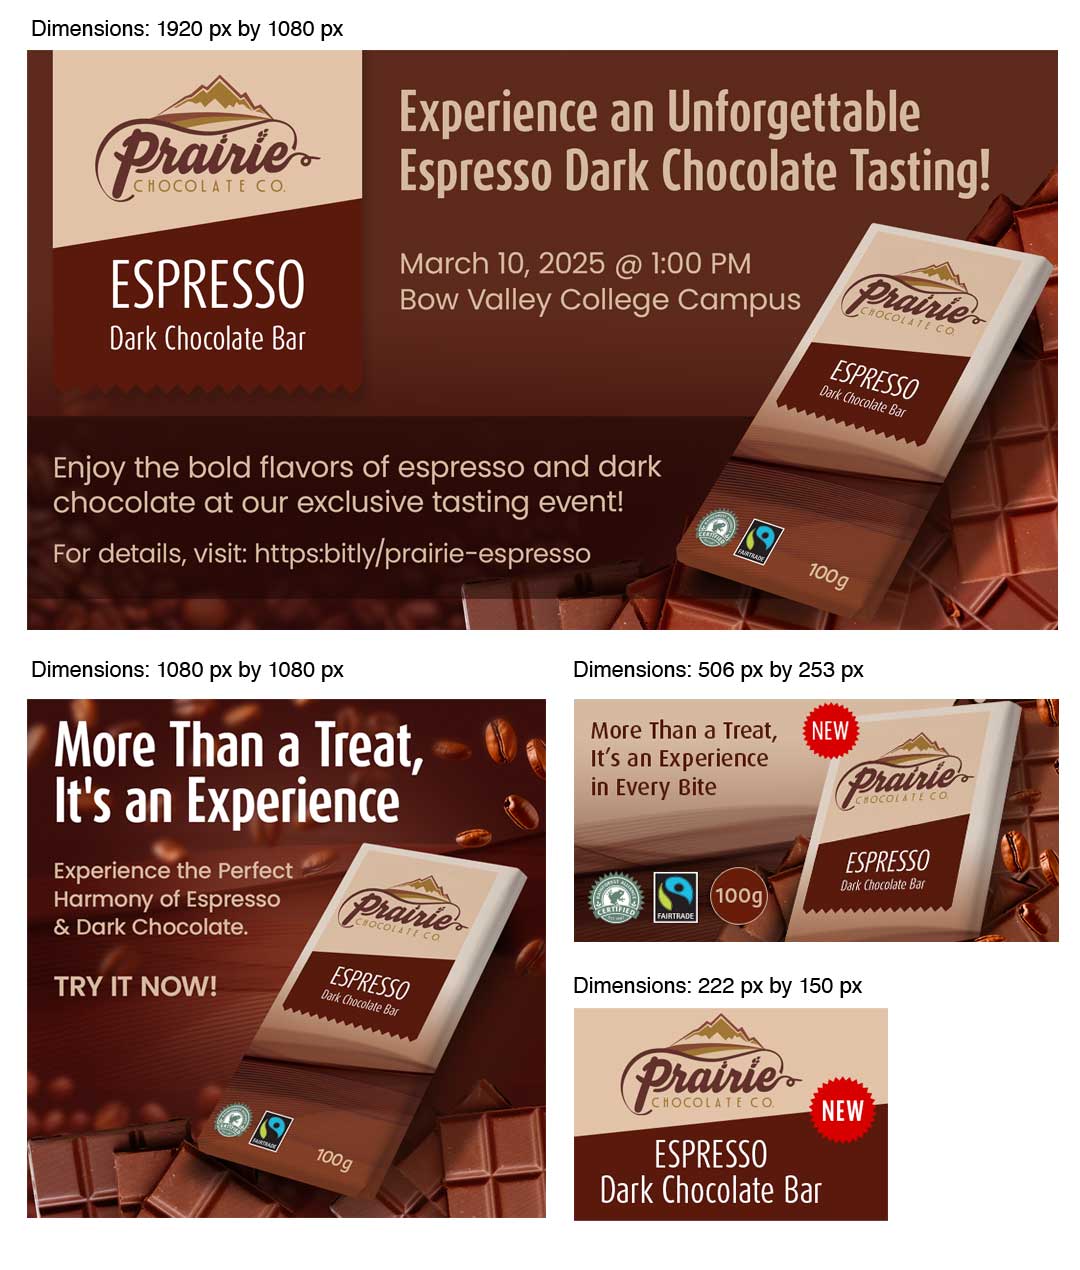 Dimensions: 1920 px by 1080 px
Prairie
CHOCOLATE CO.
ESPRESSO
Dark Chocolate Bar
Experience an Unforgettable
Espresso Dark Chocolate Tasting!
March 10, 2025 @ 1:00 PM
Bow Valley College Campus
Enjoy the bold flavors of espresso and dark
chocolate at our exclusive tasting event!
For details, visit: https:bitly/prairie-espresso
Prairie
CHOCOLATE CO.
ESPRESSO
Dark Chocolate Bar
CERTIFIED
FAIRTRADE
100g
Dimensions: 1080 px by 1080 px
More Than a Treat,
It's an Experience
Experience the Perfect
Harmony of Espresso
& Dark Chocolate.
TRY IT NOW!
Prairie
CHOCOLATE CO.
ESPRESSO
Dark Chocolate Bar
CERTIFIED
FAIRTRADE
100g
Dimensions: 506 px by 253 px
More Than a Treat,
It’s an Experience
in Every Bite
NEW
Prairie
CHOCOLATE CO.
ESPRESSO
Dark Chocolate Bar
RAINFOREST ALLIANCE
CERTIFIED
FAIRTRADE
100g
Dimensions: 222 px by 150 px
Prairie
CHOCOLATE CO.
NEW
ESPRESSO
Dark Chocolate Bar